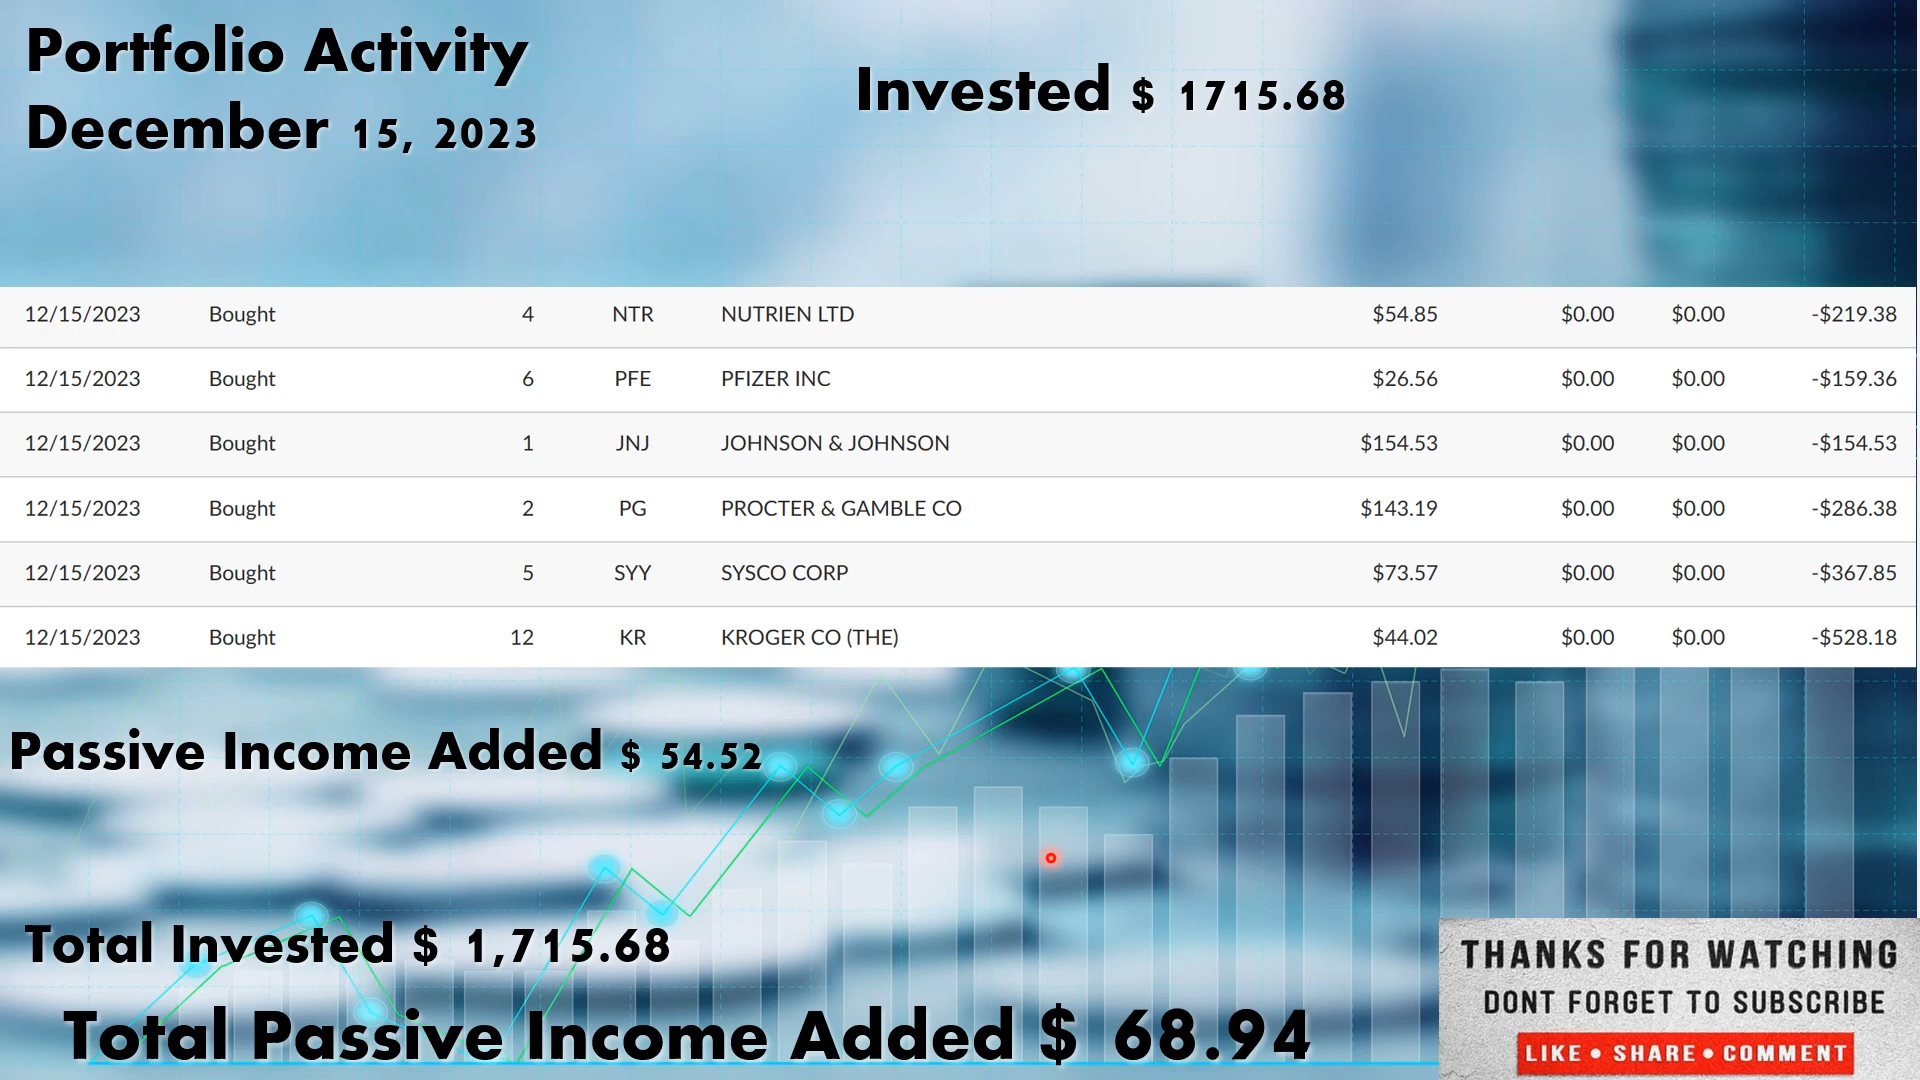 Portfolio Activity
December 15, 2023
Invested $ 1715.68
12/15/2023 Bought 4 NTR NUTRIEN LTD $54.85 $0.00 $0.00 -$219.38
12/15/2023 Bought 6 PFE PFIZER INC $26.56 $0.00 $0.00 -$159.36
12/15/2023 Bought 1 JNJ JOHNSON & JOHNSON $154.53 $0.00 $0.00 -$154.53
12/15/2023 Bought 2 PG PROCTER & GAMBLE CO $143.19 $0.00 $0.00 -$286.38
12/15/2023 Bought 5 SYY SYSCO CORP $73.57 $0.00 $0.00 -$367.85
12/15/2023 Bought 12 KR KROGER CO (THE) $44.02 $0.00 $0.00 -$528.18
Passive Income Added $ 54.52
Total Invested $ 1,715.68
Total Passive Income Added $ 68.94
THANKS FOR WATCHING
DONT FORGET TO SUBSCRIBE
LIKE • SHARE • COMMENT